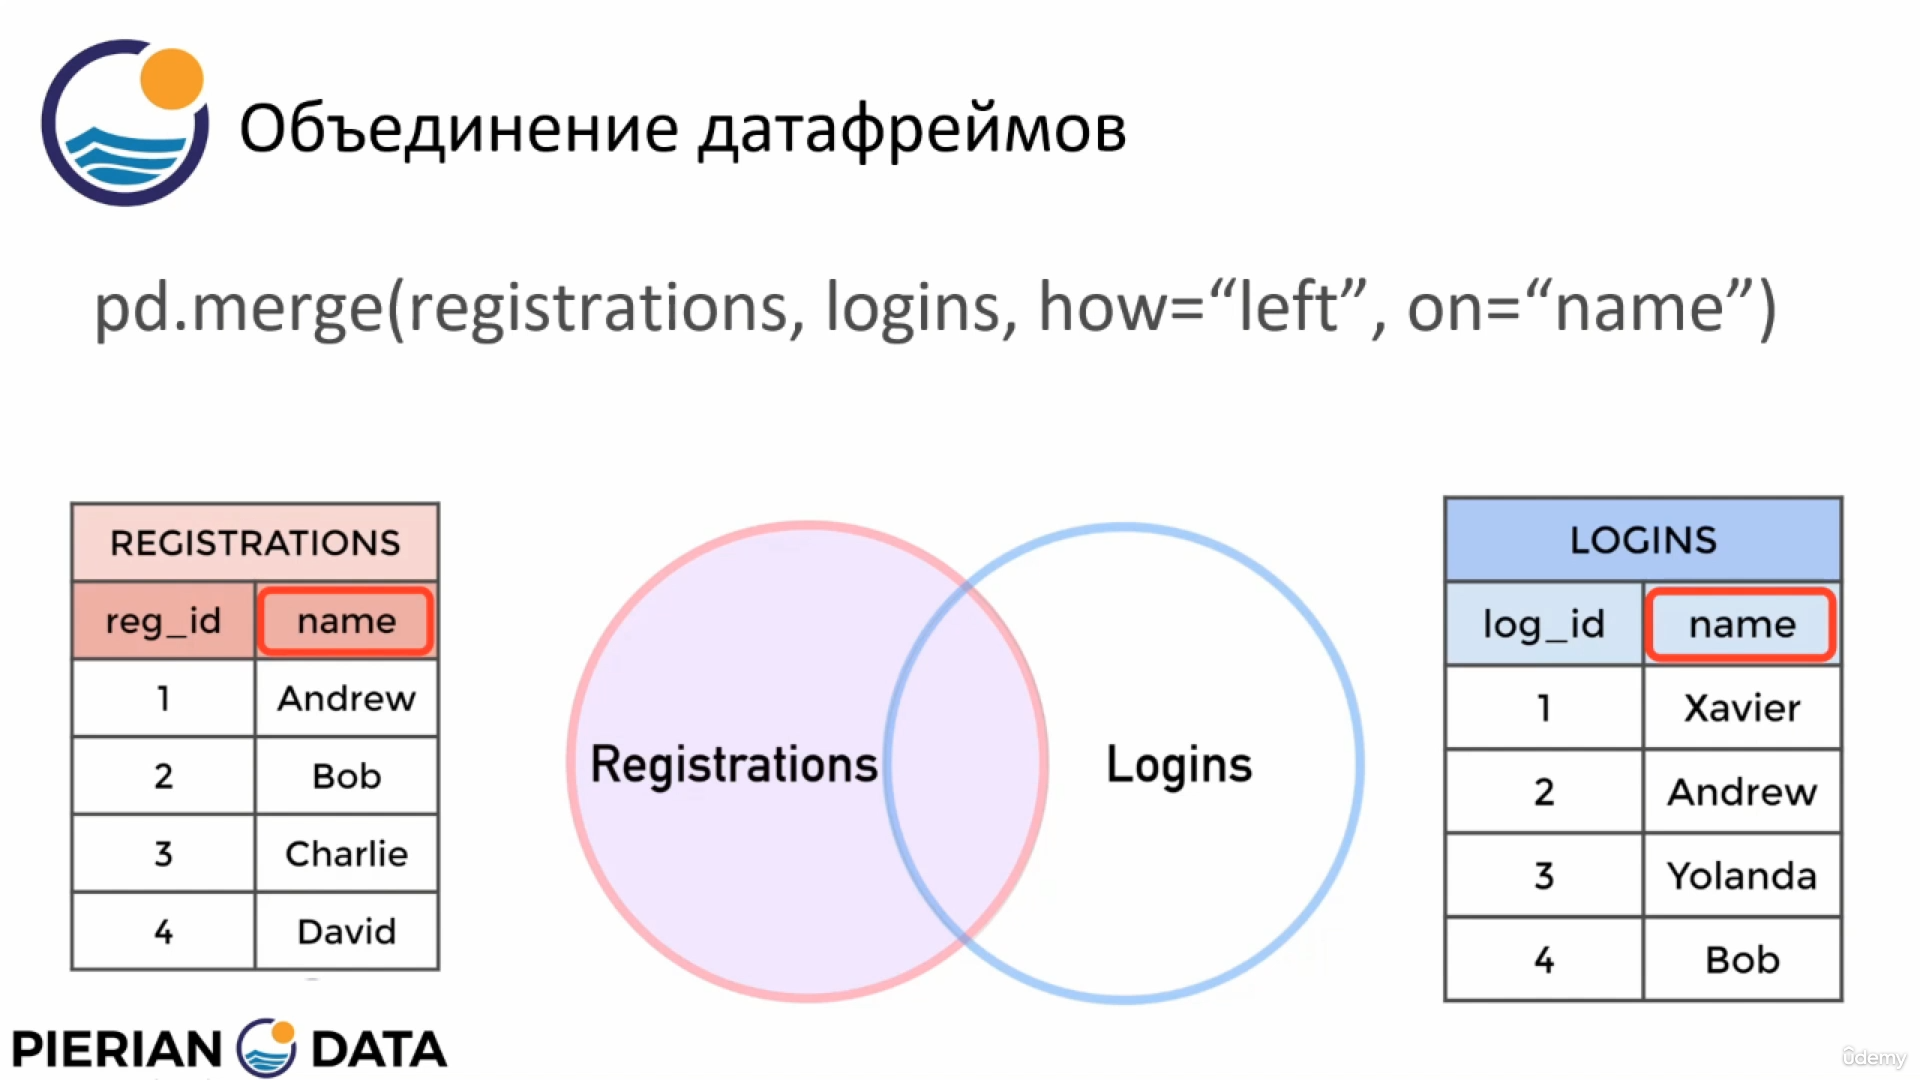 Объединение датафреймов
pd.merge(registrations, logins, how=“left”, on=“name”)
REGISTRATIONS
reg_id name
1 Andrew
2 Bob
3 Charlie
4 David
Registrations
Logins
LOGINS
log_id name
1 Xavier
2 Andrew
3 Yolanda
4 Bob
PIERIAN DATA
ûdemy